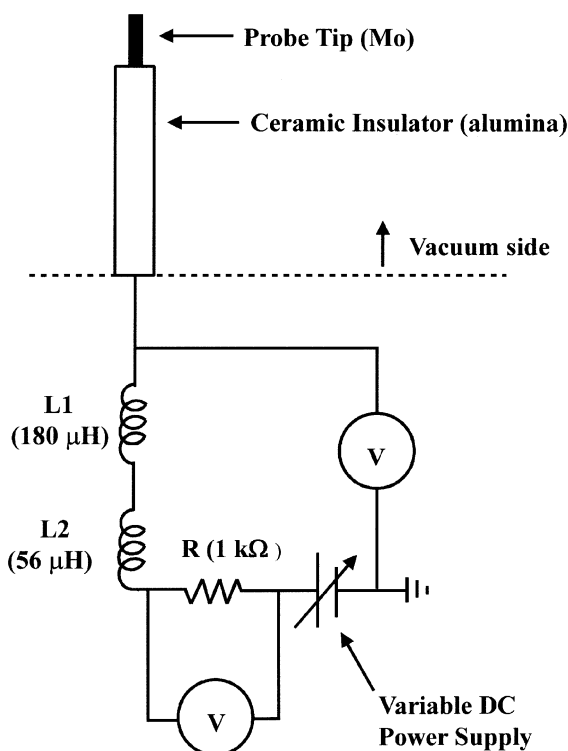 Probe Tip (Mo)
Ceramic Insulator (alumina)
Vacuum side
L1
(180 μH)
V
L2
(56 μH)
R (1 kΩ )
V
Variable DC
Power Supply